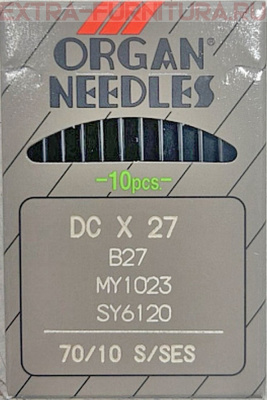 EXTRA-FURNITURA.RU
ORGAN®
NEEDLES
-10pcs.-
DC X 27
B27
MY1023
SY6120
70/10 S/SES